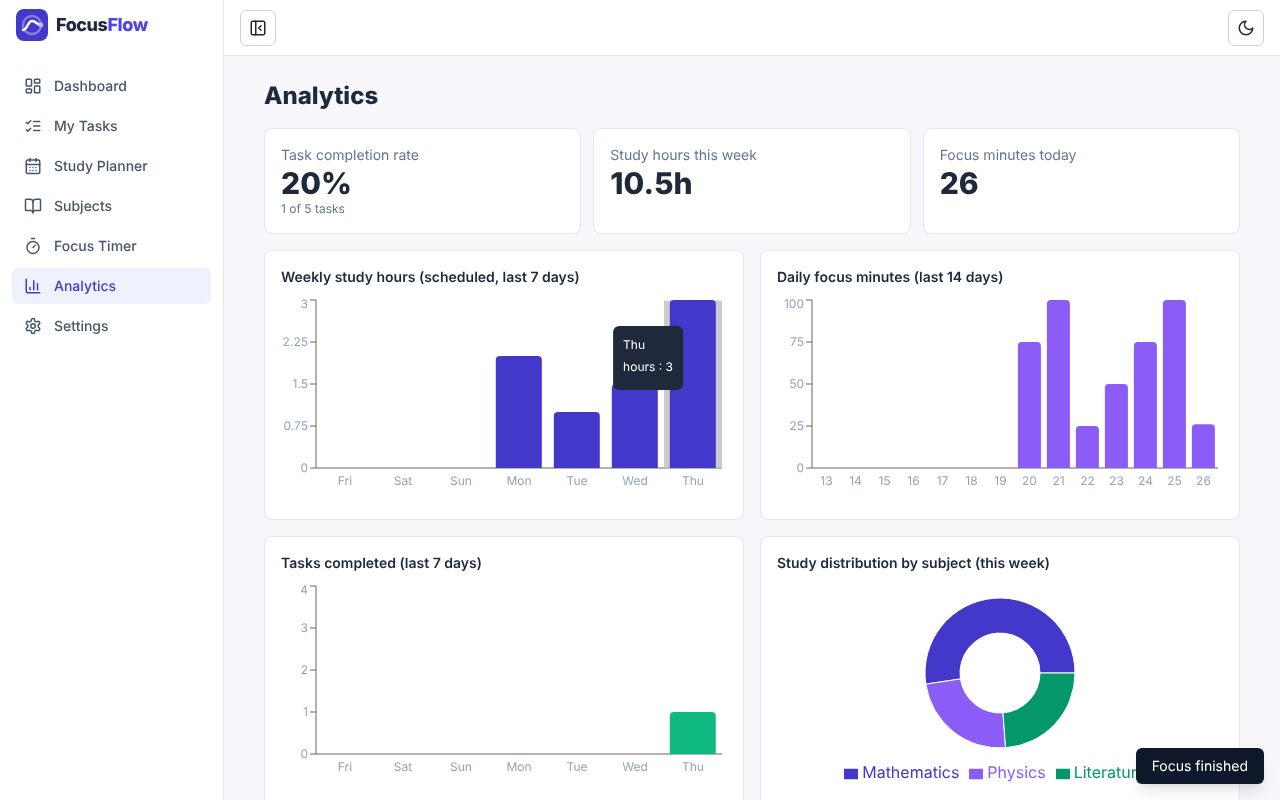 FocusFlow
Dashboard
My Tasks
Study Planner
Subjects
Focus Timer
Analytics
Settings
Analytics
Task completion rate
20%
1 of 5 tasks
Study hours this week
10.5h
Focus minutes today
26
Weekly study hours (scheduled, last 7 days)
3
2.25
1.5
0.75
0
Fri Sat Sun Mon Tue Wed Thu
Thu
hours : 3
Daily focus minutes (last 14 days)
100
75
50
25
0
13 14 15 16 17 18 19 20 21 22 23 24 25 26
Tasks completed (last 7 days)
4
3
2
1
0
Fri Sat Sun Mon Tue Wed Thu
Study distribution by subject (this week)
Mathematics Physics
Focus finished